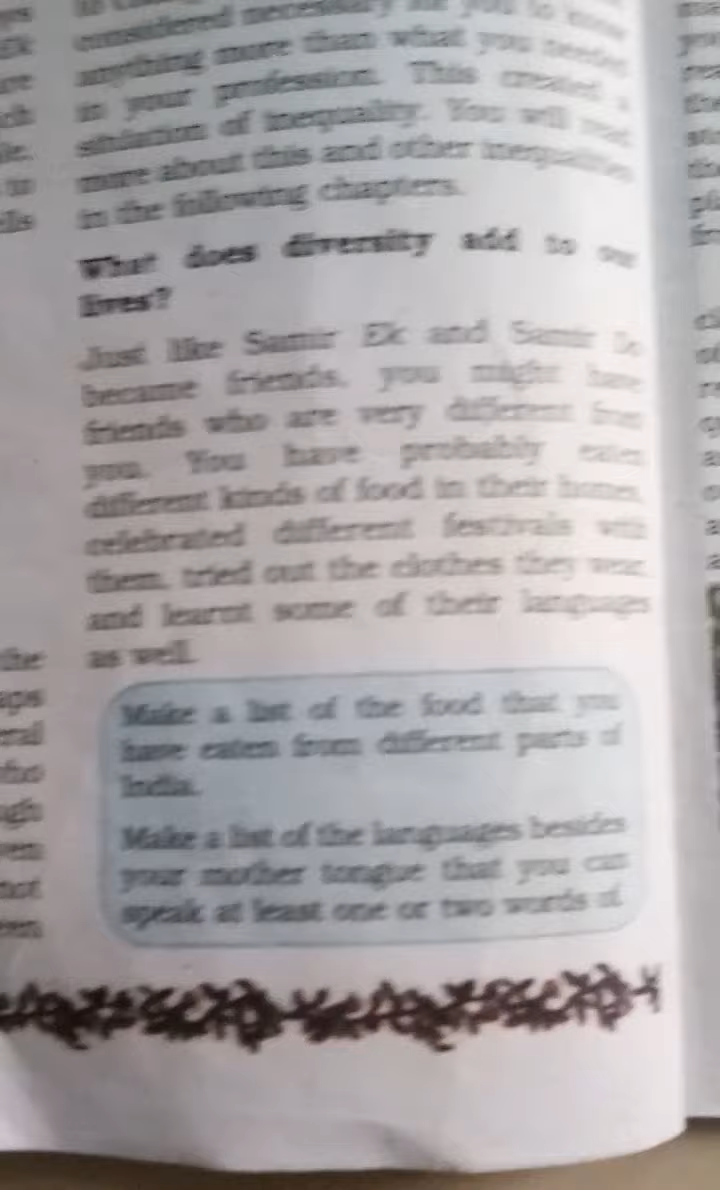 considered necessary for you to know
anything more than what you needed
in your profession. This created a
situation of inequality. You will read
more about this and other inequalities
in the following chapters.
What does diversity add to our
lives?
Just like Samir Ek and Samir Do
became friends, you might have
friends who are very different from
you. You have probably eaten
different kinds of food in their homes,
celebrated different festivals with
them, tried out the clothes they wear,
and learnt some of their languages
as well.
Make a list of the food that you
have eaten from different parts of
India.
Make a list of the languages besides
your mother tongue that you can
speak at least one or two words of.